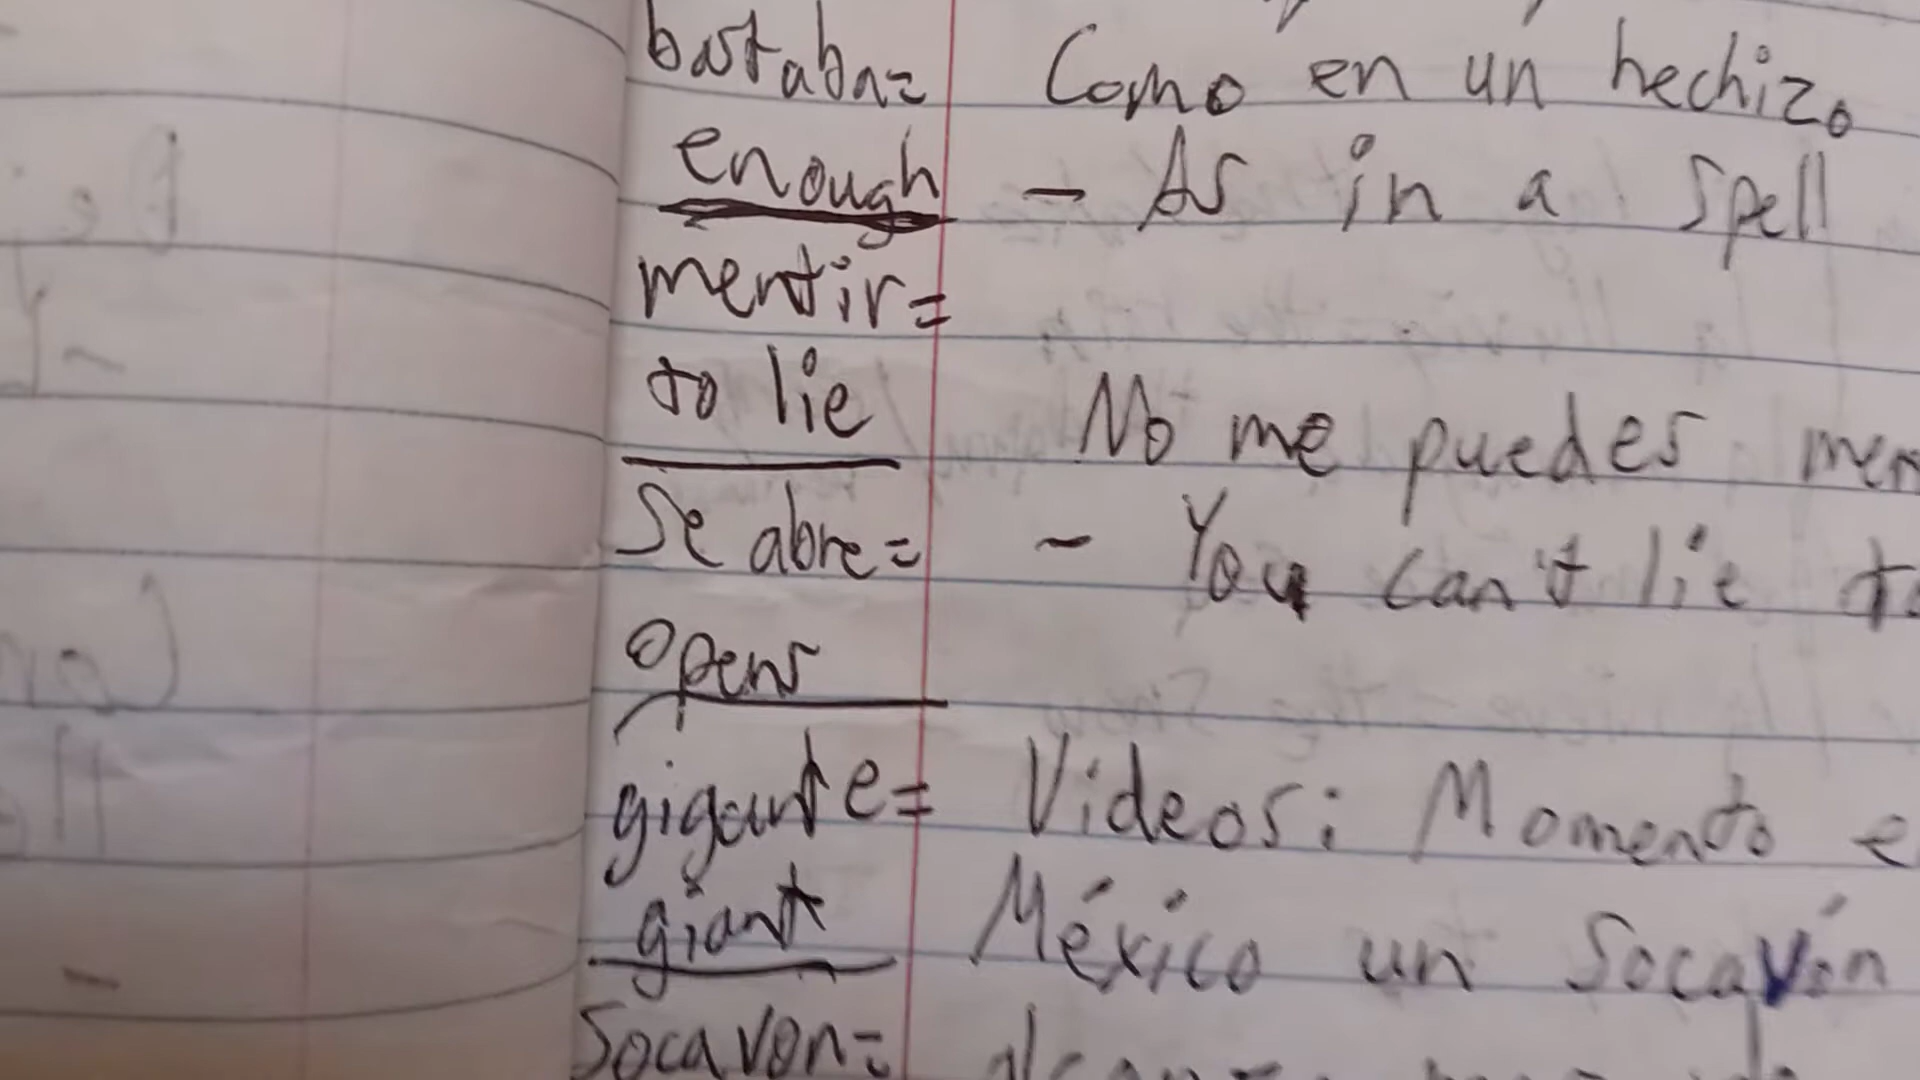 bastaba=
enough
mentir=
to lie
Se abre=
opens
gigante=
giant
Socavon=
Como en un hechizo
- As in a spell
No me puedes
- You can't lie
Videos: Momento
México un Socavón